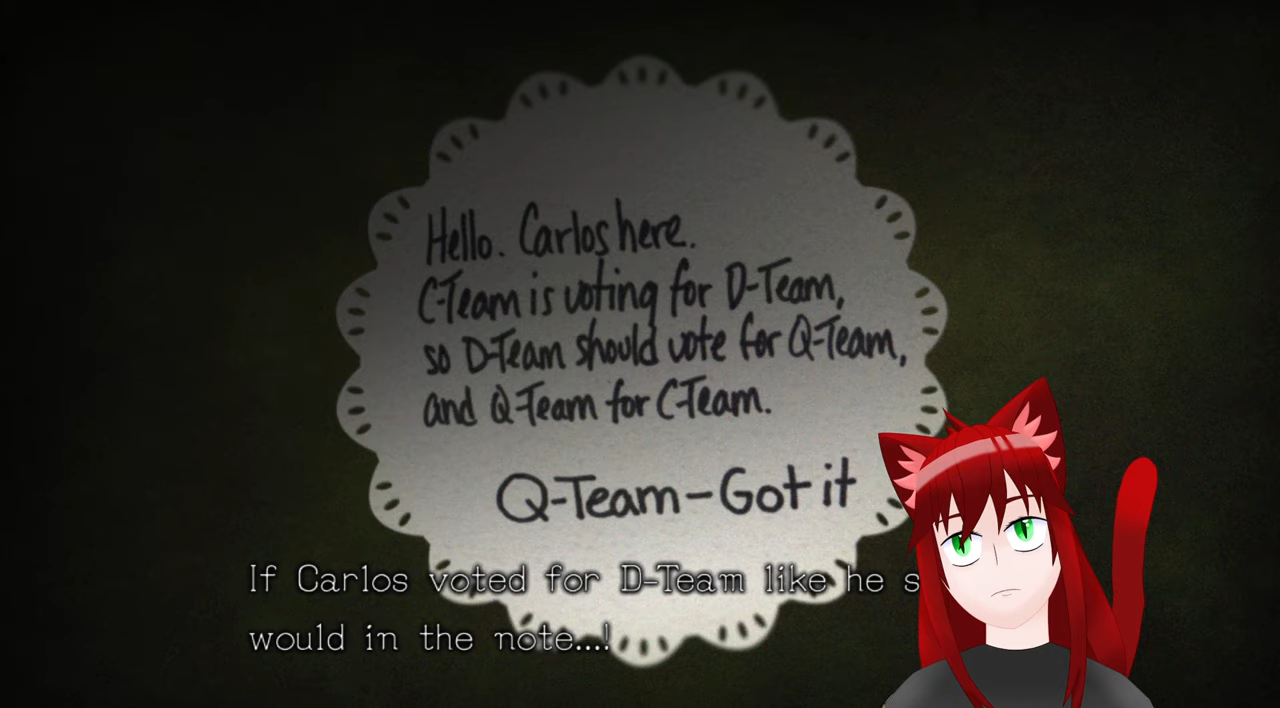 Hello. Carlos here.
C-Team is voting for D-Team,
so D-Team should vote for Q-Team,
and Q-Team for C-Team.
Q-Team-Got it
If Carlos voted for D-Team like he
would in the note...!